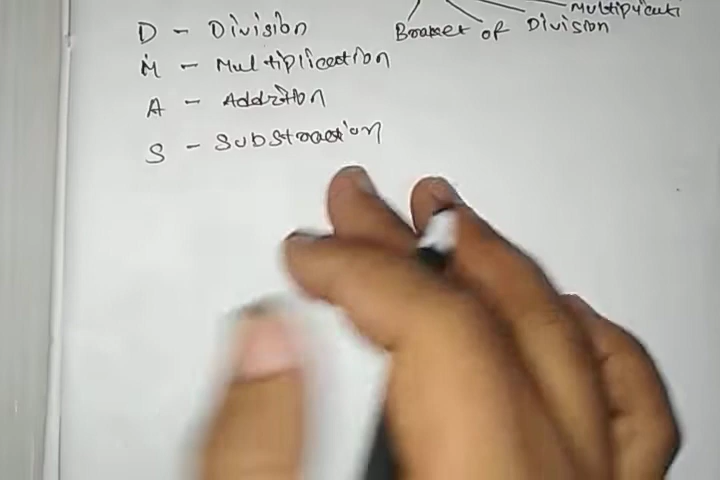 Multiplicati
D - Division
Bracket of Division
M - Multiplication
A - Addition
S - Substraction